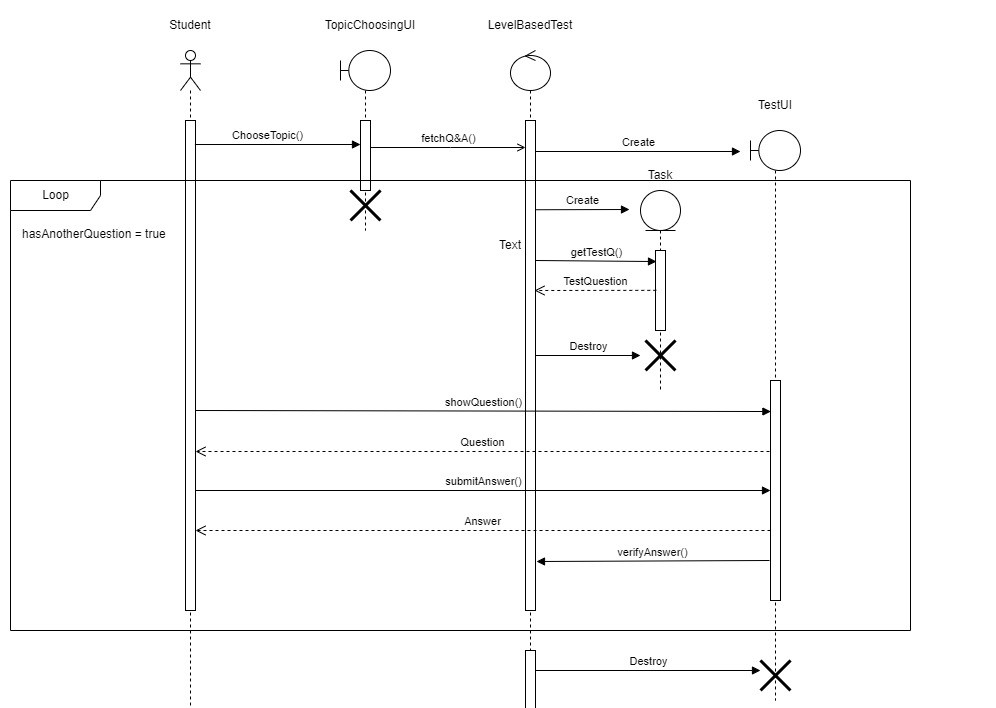 Student
TopicChoosingUI
LevelBasedTest
TestUI
ChooseTopic()
fetchQ&A()
Create
Task
Loop
Create
hasAnotherQuestion = true
Text
getTestQ()
TestQuestion
Destroy
showQuestion()
Question
submitAnswer()
Answer
verifyAnswer()
Destroy